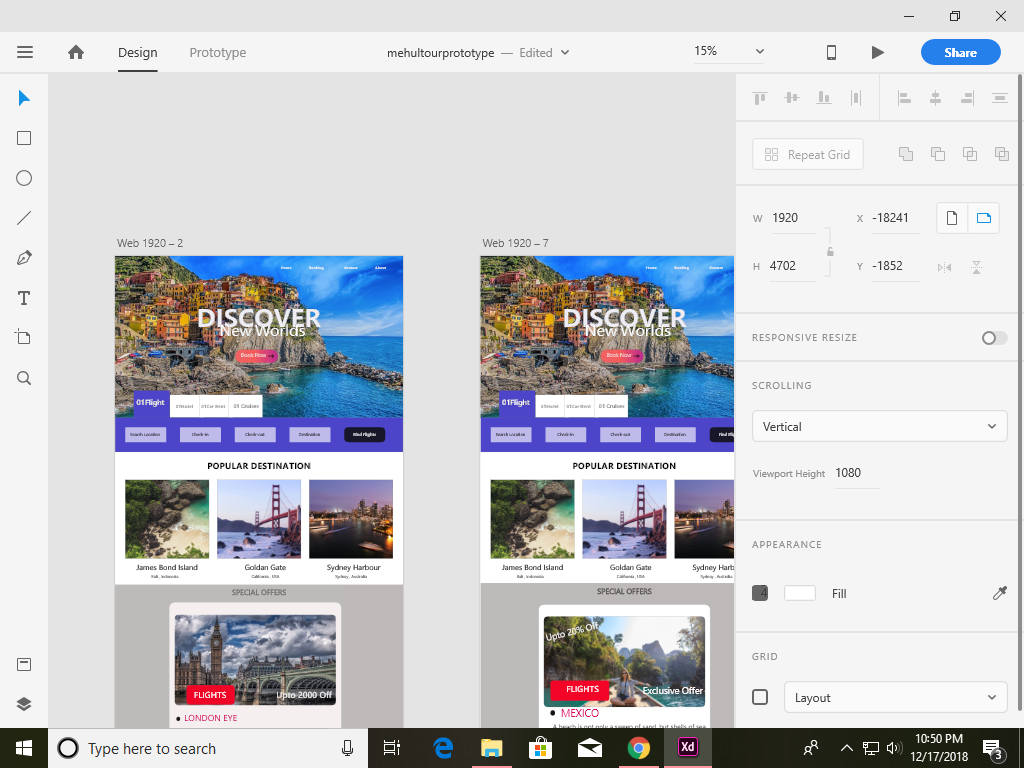 Design
Prototype
mehultourprototype — Edited
15%
Share
Repeat Grid
W 1920
X -18241
H 4702
Y -1852
RESPONSIVE RESIZE
SCROLLING
Vertical
Viewport Height 1080
APPEARANCE
Fill
GRID
Layout
Web 1920 – 2
Home Booking About
DISCOVER
New Worlds
Book Now
01Flight
01Hotel 01Car Rent 01 Cruises
Search Location Check-in Check-out Destination Find Flights
POPULAR DESTINATION
James Bond Island Goldan Gate Sydney Harbour
Bali , Indonesia California , USA Sydney , Australia
SPECIAL OFFERS
FLIGHTS
Upto 2000 Off
LONDON EYE
Web 1920 – 7
Home Booking
DISCOVER
New Worlds
Book Now
01Flight
01Hotel 01Car Rent 01 Cruises
Search Location Check-in Check-out Destination Find Fli
POPULAR DESTINATION
James Bond Island Goldan Gate Sydney Harb
Bali , Indonesia California , USA Sydney , Austra
SPECIAL OFFERS
Upto 20% Off
FLIGHTS
Exclusive Offer
MEXICO
A beach is not only a sweep of sand, but shells of sea
Type here to search
Xd
10:50 PM
12/17/2018
3